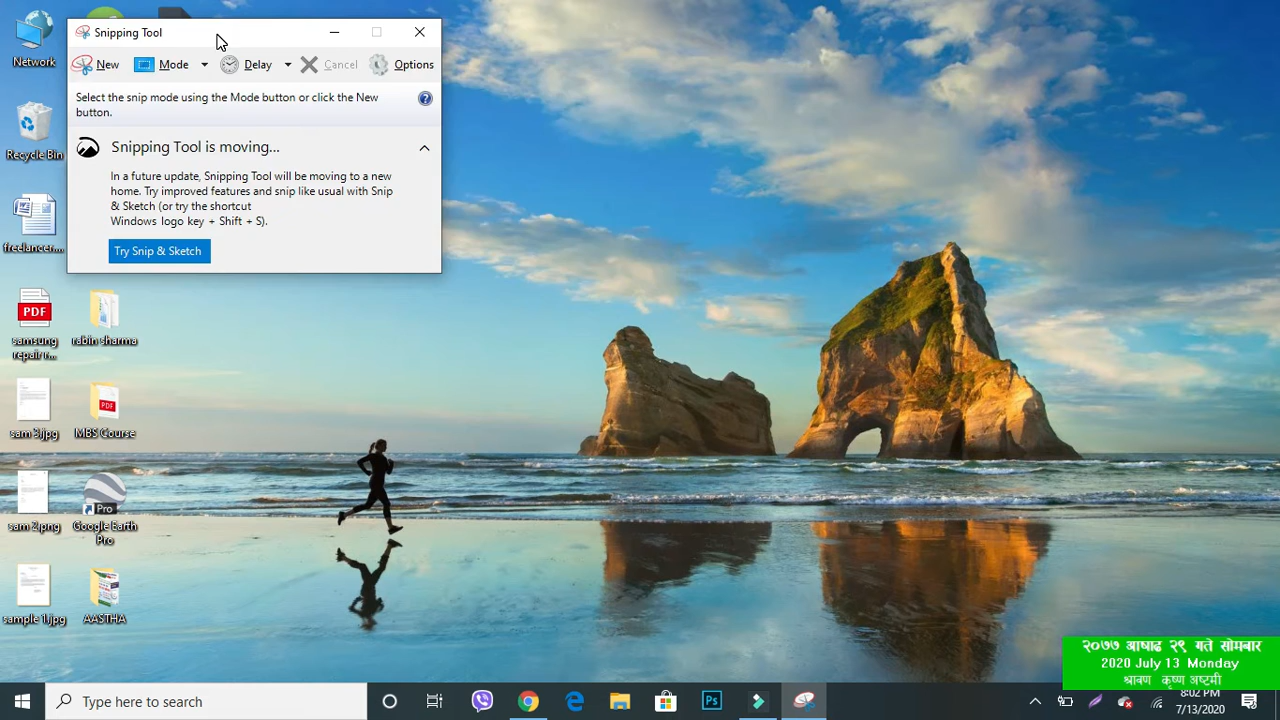 Snipping Tool
New Mode Delay Cancel Options
Select the snip mode using the Mode button or click the New
button.
Snipping Tool is moving...
In a future update, Snipping Tool will be moving to a new
home. Try improved features and snip like usual with Snip
& Sketch (or try the shortcut
Windows logo key + Shift + S).
Try Snip & Sketch
Network
Recycle Bin
freelancer...
PDF
samsung
repair r...
rabin sharma
sam 3.jpg
PDF
MBS Course
sam 2.png
Pro
Google Earth
Pro
sample 1.jpg
AASTHA
२०७७ आषाढ २९ गते सोमबार
2020 July 13 Monday
श्रावण कृष्ण अष्टमी
Type here to search
Ps
8:02 PM
7/13/2020